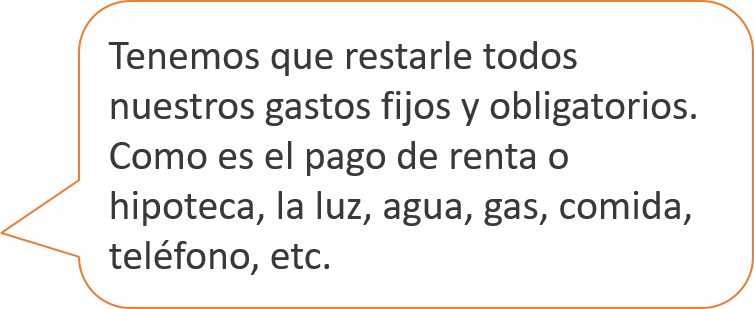 Tenemos que restarle todos
nuestros gastos fijos y obligatorios.
Como es el pago de renta o
hipoteca, la luz, agua, gas, comida,
teléfono, etc.